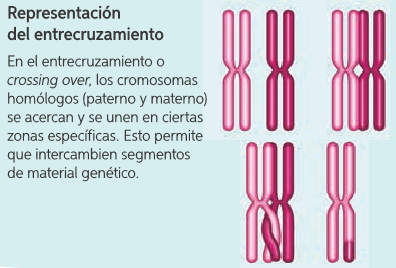 Representación
del entrecruzamiento
En el entrecruzamiento o
crossing over, los cromosomas
homólogos (paterno y materno)
se acercan y se unen en ciertas
zonas específicas. Esto permite
que intercambien segmentos
de material genético.